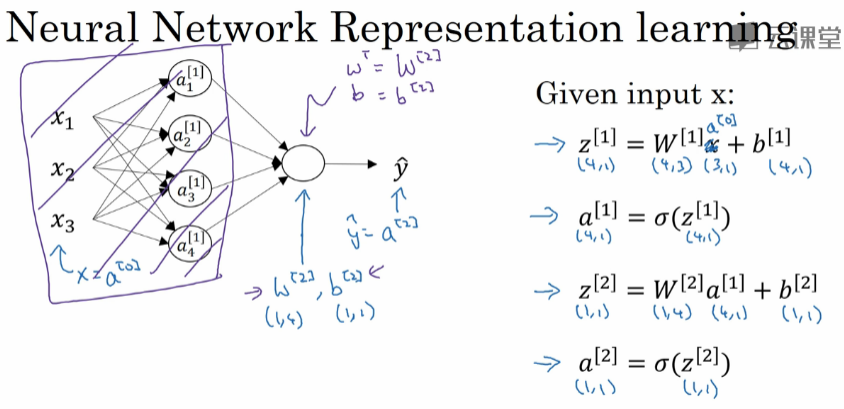 Neural Network Representation learning
课堂
wᵀ = W^[2]
b = b^[2]
x₁
x₂
x₃
a₁^[1]
a₂^[1]
a₃^[1]
a₄^[1]
ŷ
ŷ = a^[2]
x = a^[0]
→ W^[2], b^[2] ←
(1,4) (1,1)
Given input x:
a^[0]
→ z^[1] = W^[1]x + b^[1]
(4,1) (4,3) (3,1) (4,1)
→ a^[1] = σ(z^[1])
(4,1) (4,1)
→ z^[2] = W^[2]a^[1] + b^[2]
(1,1) (1,4) (4,1) (1,1)
→ a^[2] = σ(z^[2])
(1,1) (1,1)